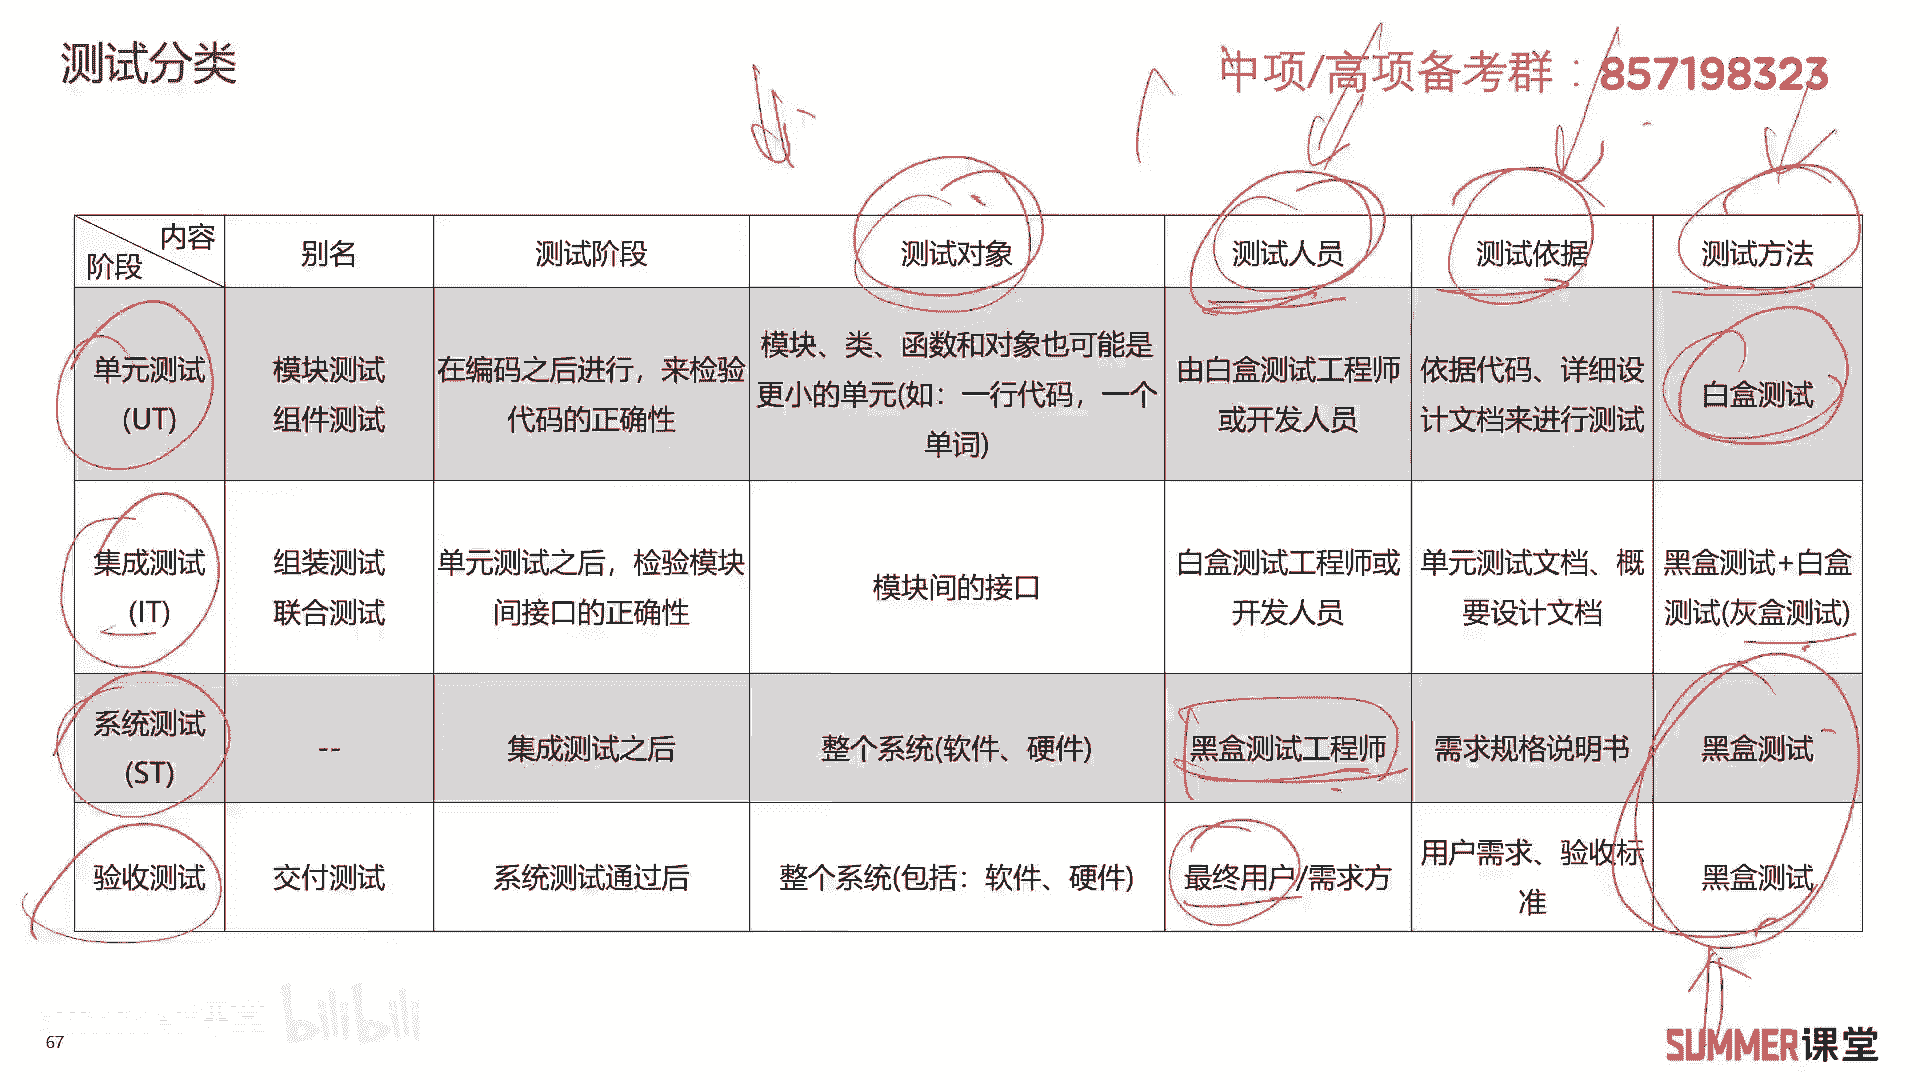 测试分类
中项/高项备考群：857198323
内容
阶段
别名
测试阶段
测试对象
测试人员
测试依据
测试方法
单元测试
(UT)
模块测试
组件测试
在编码之后进行，来检验
代码的正确性
模块、类、函数和对象也可能是
更小的单元(如：一行代码，一个
单词)
由白盒测试工程师
或开发人员
依据代码、详细设
计文档来进行测试
白盒测试
集成测试
(IT)
组装测试
联合测试
单元测试之后，检验模块
间接口的正确性
模块间的接口
白盒测试工程师或
开发人员
单元测试文档、概
要设计文档
黑盒测试+白盒
测试(灰盒测试)
系统测试
(ST)
--
集成测试之后
整个系统(软件、硬件)
黑盒测试工程师
需求规格说明书
黑盒测试
验收测试
交付测试
系统测试通过后
整个系统(包括：软件、硬件)
最终用户/需求方
用户需求、验收标
准
黑盒测试
bilibili
67
SUMMER课堂